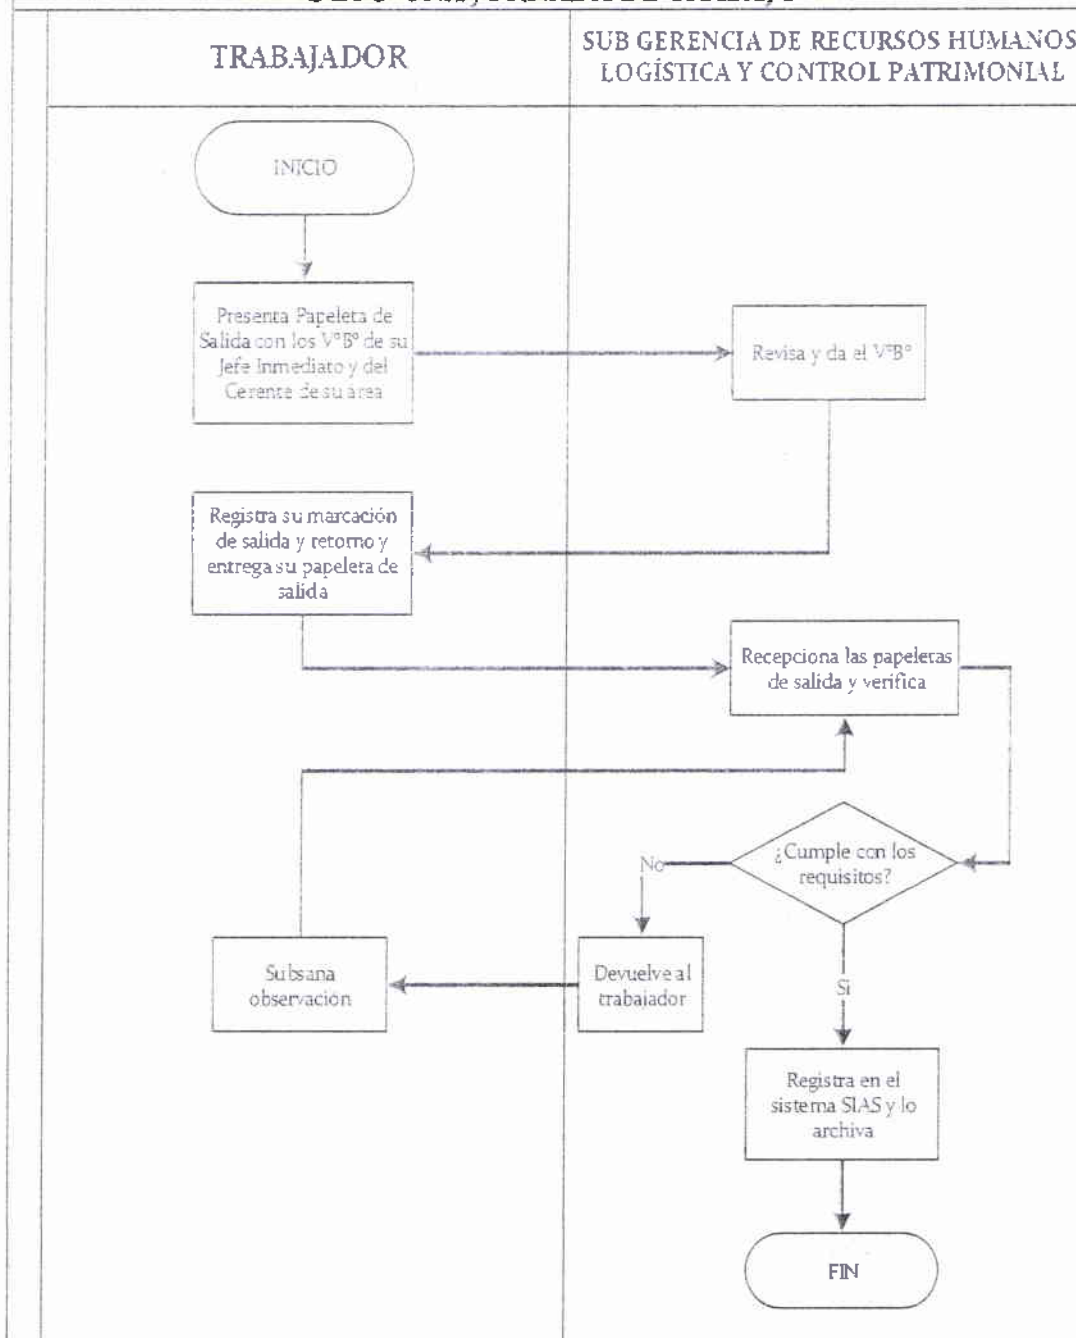 TRABAJADOR
SUB GERENCIA DE RECURSOS HUMANOS
LOGÍSTICA Y CONTROL PATRIMONIAL
INICIO
Presenta Papeleta de
Salida con los V°B° de su
Jefe Inmediato y del
Gerente de su área
Revisa y da el V°B°
Registra su marcación
de salida y retorno y
entrega su papeleta de
salida
Recepciona las papeletas
de salida y verifica
¿Cumple con los
requisitos?
No
Devuelve al
trabajador
Subsana
observación
Si
Registra en el
sistema SIAS y lo
archiva
FIN